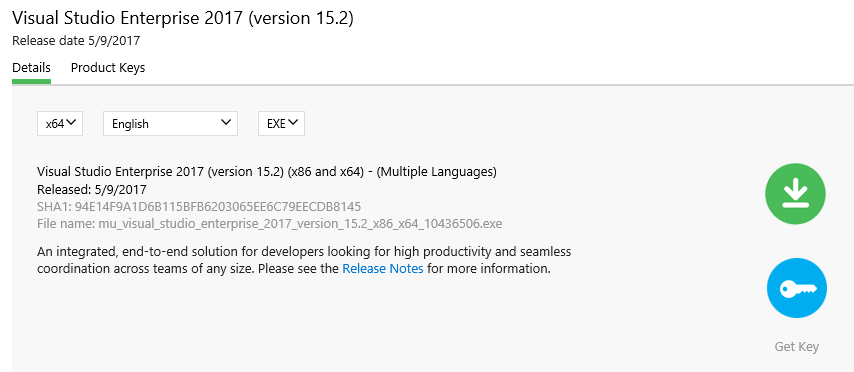 Visual Studio Enterprise 2017 (version 15.2)
Release date 5/9/2017
Details Product Keys
x64 English EXE
Visual Studio Enterprise 2017 (version 15.2) (x86 and x64) - (Multiple Languages)
Released: 5/9/2017
SHA1: 94E14F9A1D6B115BFB6203065EE6C79EECDB8145
File name: mu_visual_studio_enterprise_2017_version_15.2_x86_x64_10436506.exe
An integrated, end-to-end solution for developers looking for high productivity and seamless
coordination across teams of any size. Please see the Release Notes for more information.
Get Key